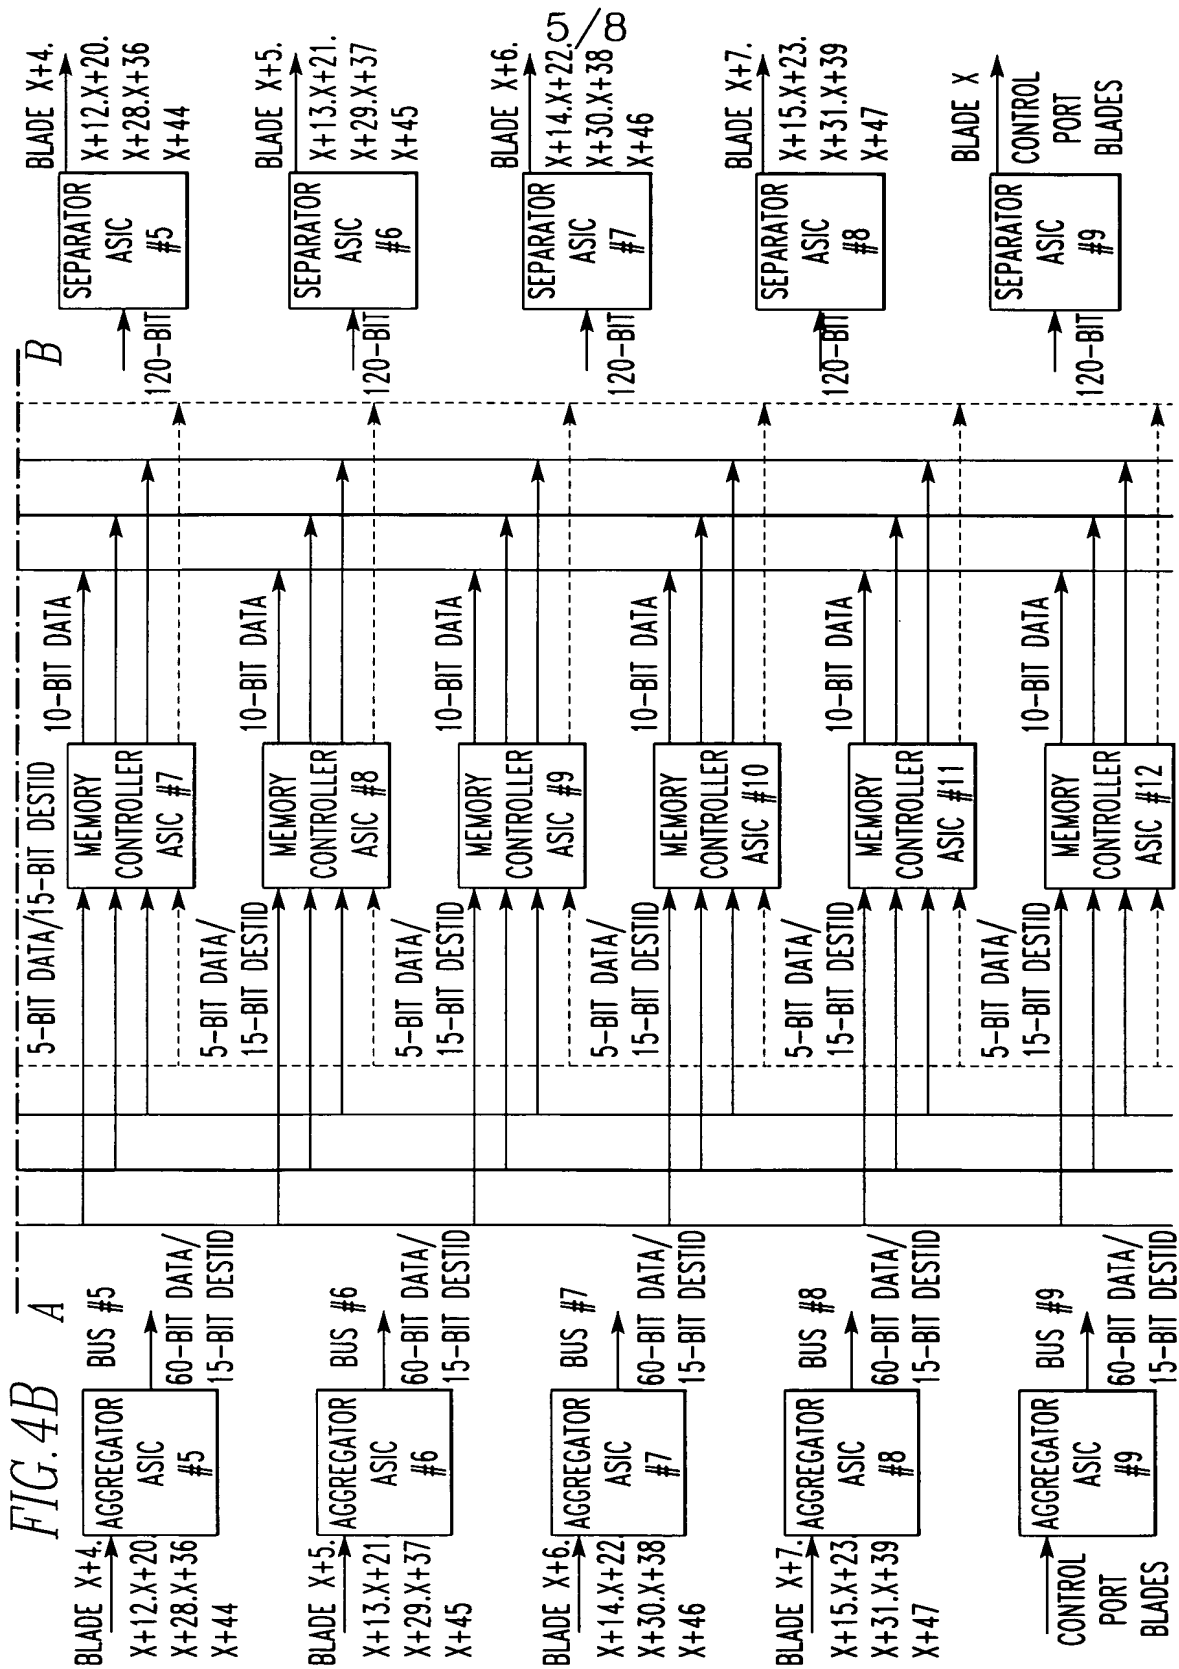 5/8
FIG.4B
A
B
BLADE X+4.
X+12.X+20
X+28.X+36
X+44
AGGREGATOR
ASIC
#5
BUS #5
60-BIT DATA/
15-BIT DESTID
BLADE X+5.
X+13.X+21
X+29.X+37
X+45
AGGREGATOR
ASIC
#6
BUS #6
60-BIT DATA/
15-BIT DESTID
BLADE X+6.
X+14.X+22
X+30.X+38
X+46
AGGREGATOR
ASIC
#7
BUS #7
60-BIT DATA/
15-BIT DESTID
BLADE X+7.
X+15.X+23
X+31.X+39
X+47
AGGREGATOR
ASIC
#8
BUS #8
60-BIT DATA/
15-BIT DESTID
CONTROL
PORT
BLADES
AGGREGATOR
ASIC
#9
BUS #9
60-BIT DATA/
15-BIT DESTID
5-BIT DATA/15-BIT DESTID
MEMORY
CONTROLLER
ASIC #7
10-BIT DATA
5-BIT DATA/
15-BIT DESTID
MEMORY
CONTROLLER
ASIC #8
10-BIT DATA
5-BIT DATA/
15-BIT DESTID
MEMORY
CONTROLLER
ASIC #9
10-BIT DATA
5-BIT DATA/
15-BIT DESTID
MEMORY
CONTROLLER
ASIC #10
10-BIT DATA
5-BIT DATA/
15-BIT DESTID
MEMORY
CONTROLLER
ASIC #11
10-BIT DATA
5-BIT DATA/
15-BIT DESTID
MEMORY
CONTROLLER
ASIC #12
10-BIT DATA
120-BIT
SEPARATOR
ASIC
#5
BLADE X+4.
X+12.X+20.
X+28.X+36
X+44
120-BIT
SEPARATOR
ASIC
#6
BLADE X+5.
X+13.X+21.
X+29.X+37
X+45
120-BIT
SEPARATOR
ASIC
#7
BLADE X+6.
X+14.X+22.
X+30.X+38
X+46
120-BIT
SEPARATOR
ASIC
#8
BLADE X+7.
X+15.X+23.
X+31.X+39
X+47
120-BIT
SEPARATOR
ASIC
#9
BLADE X
CONTROL
PORT
BLADES